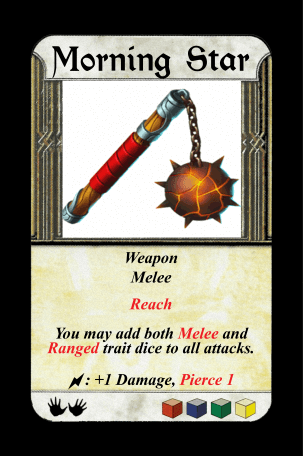 Morning Star
Weapon
Melee
Reach
You may add both Melee and
Ranged trait dice to all attacks.
: +1 Damage, Pierce 1